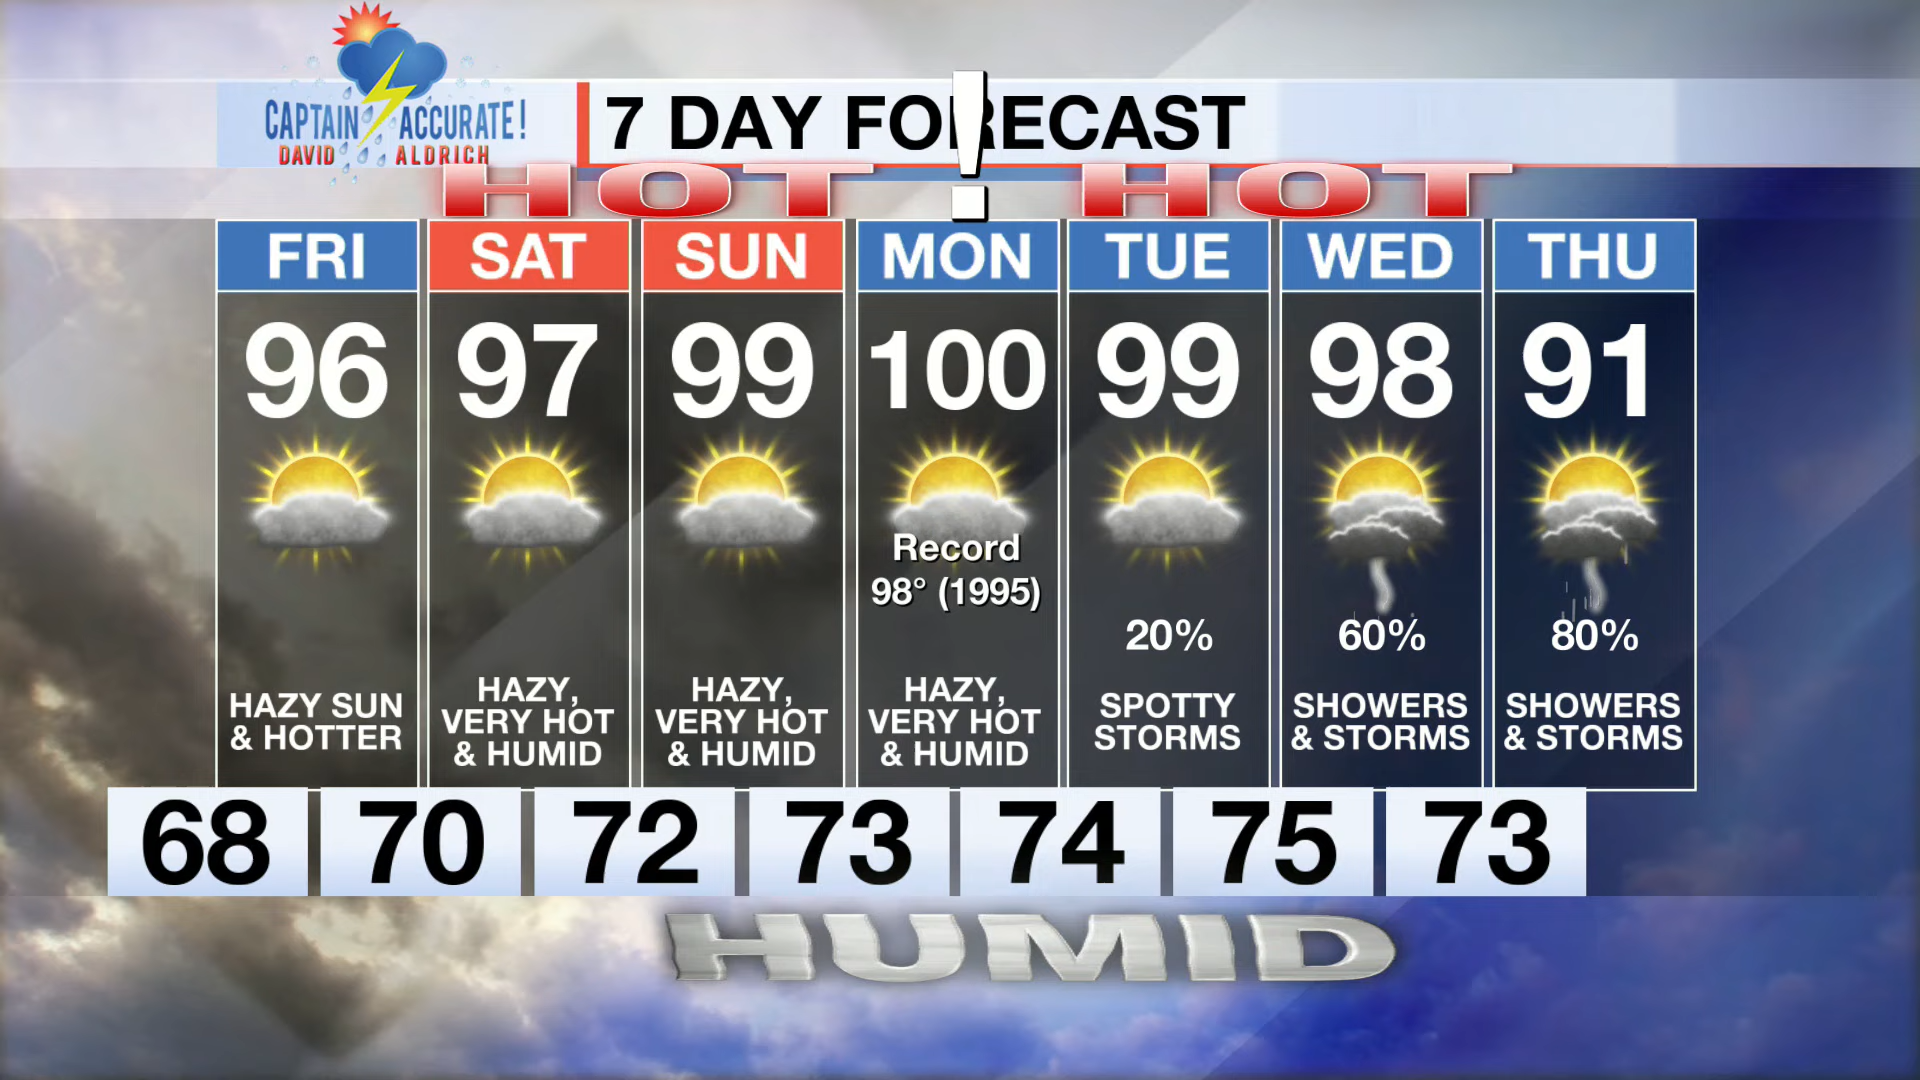 CAPTAIN ACCURATE!
DAVID ALDRICH
7 DAY FORECAST
!
HOT HOT
FRI SAT SUN MON TUE WED THU
96 97 99 100 99 98 91
Record
98° (1995)
20% 60% 80%
HAZY SUN
& HOTTER
HAZY,
VERY HOT
& HUMID
HAZY,
VERY HOT
& HUMID
HAZY,
VERY HOT
& HUMID
SPOTTY
STORMS
SHOWERS
& STORMS
SHOWERS
& STORMS
68 70 72 73 74 75 73
HUMID